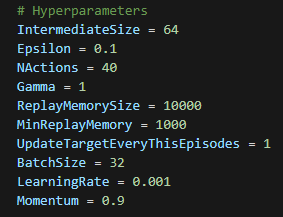 # Hyperparameters
IntermediateSize = 64
Epsilon = 0.1
NActions = 40
Gamma = 1
ReplayMemorySize = 10000
MinReplayMemory = 1000
UpdateTargetEveryThisEpisodes = 1
BatchSize = 32
LearningRate = 0.001
Momentum = 0.9